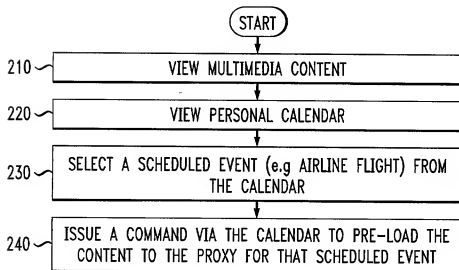 START
210
VIEW MULTIMEDIA CONTENT
220
VIEW PERSONAL CALENDAR
230
SELECT A SCHEDULED EVENT (e.g AIRLINE FLIGHT) FROM
THE CALENDAR
240
ISSUE A COMMAND VIA THE CALENDAR TO PRE-LOAD THE
CONTENT TO THE PROXY FOR THAT SCHEDULED EVENT